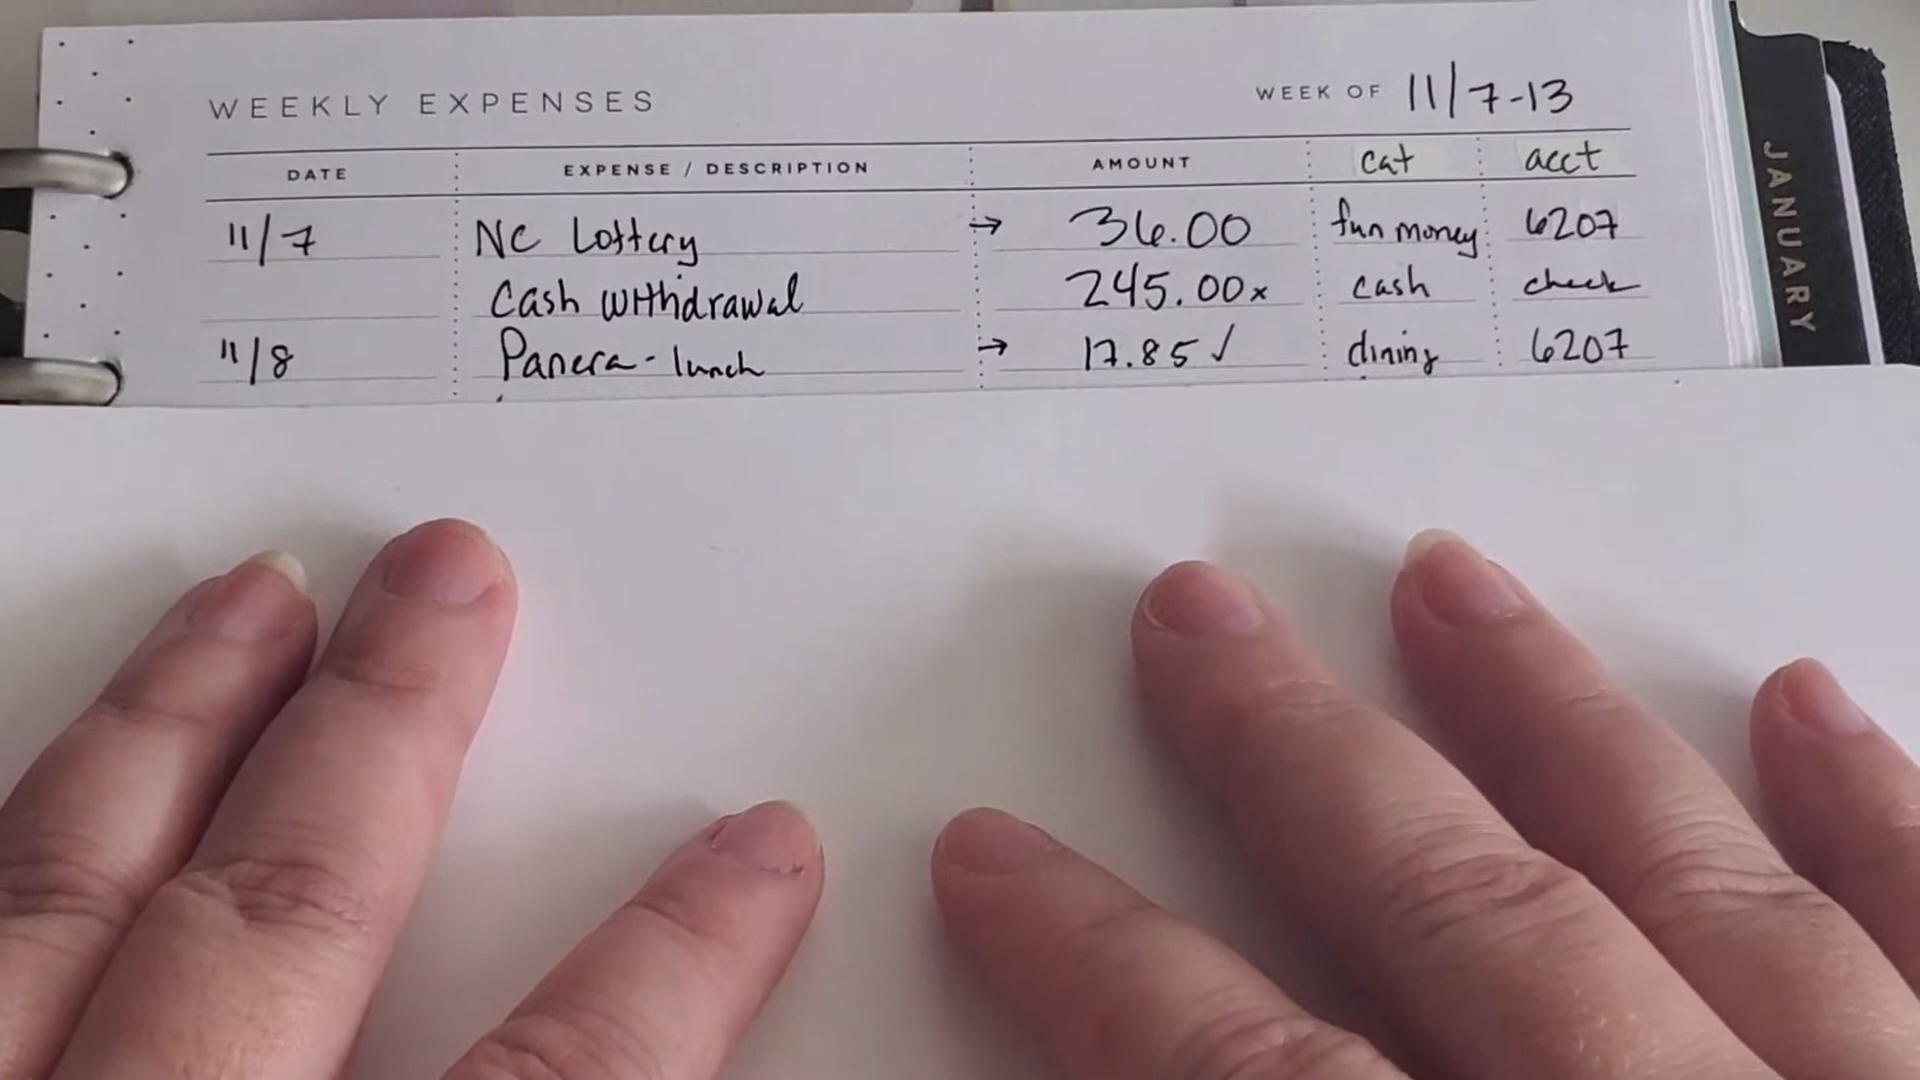 WEEKLY EXPENSES WEEK OF 11/7-13
DATE EXPENSE / DESCRIPTION AMOUNT cat acct
11/7 NC Lottery → 36.00 fun money 6207
Cash withdrawal 245.00x cash check
11/8 Panera - lunch → 17.85 ✓ dining 6207
JANUARY